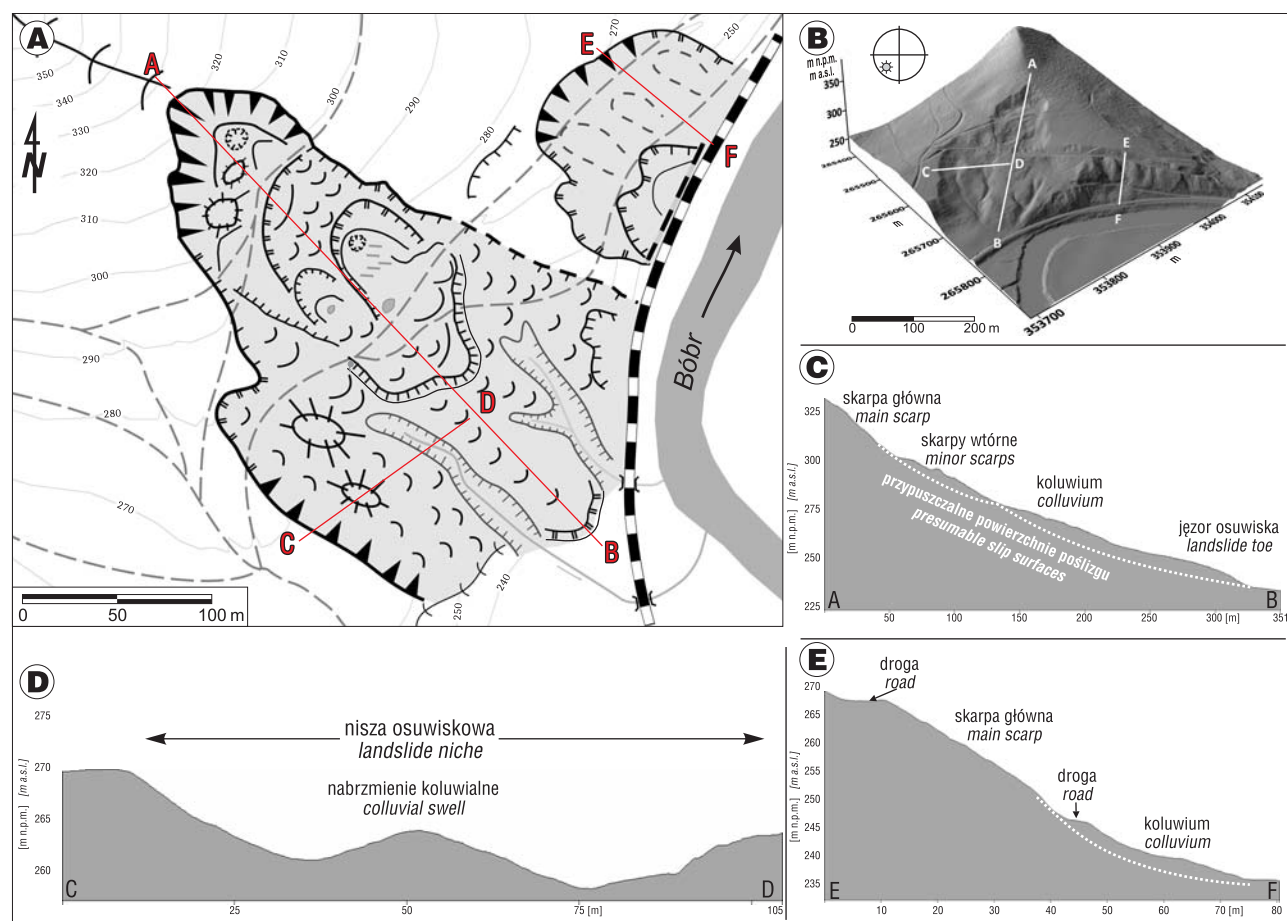 A
A
350
340
330
320
310
300
290
280
270
320
310
300
290
280
270
250
E
F
N
Bóbr
D
C
B
250
240
0
50
100 m
B
m n.p.m.
m a.s.l.
350
300
250
A
E
C
D
B
F
265400
265500
265600
265700
265800
m
353700
353800
353900
354000
354100
m
0
100
200 m
C
325
300
275
250
225
[m n.p.m.] [m a.s.l.]
skarpa główna
main scarp
skarpy wtórne
minor scarps
koluwium
colluvium
jęzor osuwiska
landslide toe
przypuszczalne powierzchnie poślizgu
presumable slip surfaces
A
B
50
100
150
200
250
300 [m]
351
D
275
270
265
260
[m n.p.m.] [m a.s.l.]
nisza osuwiskowa
landslide niche
nabrzmienie koluwialne
colluvial swell
C
D
25
50
75 [m]
105
E
270
265
260
255
250
245
240
235
[m n.p.m.] [m a.s.l.]
droga
road
skarpa główna
main scarp
droga
road
koluwium
colluvium
E
F
10
20
30
40
50
60
70 [m]
80